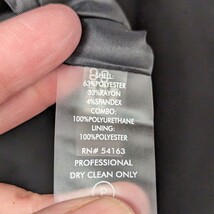 SHELL:
63%POLYESTER
33%RAYON
4%SPANDEX
COMBO:
100%POLYURETHANE
LINING:
100%POLYESTER
RN# 54163
PROFESSIONAL
DRY CLEAN ONLY
P